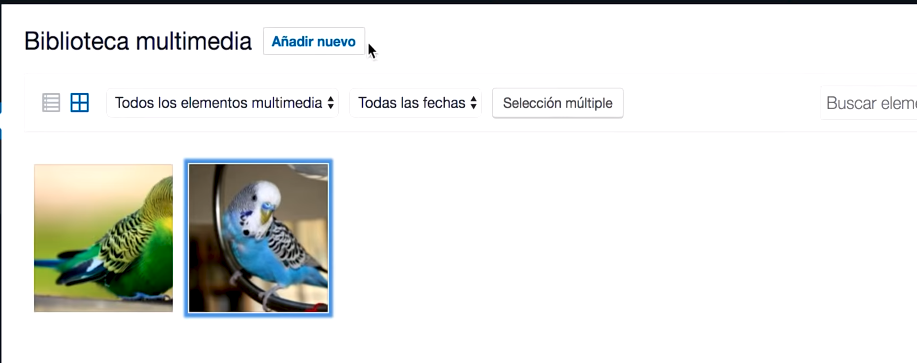 Biblioteca multimedia Añadir nuevo
Todos los elementos multimedia Todas las fechas Selección múltiple Buscar eleme